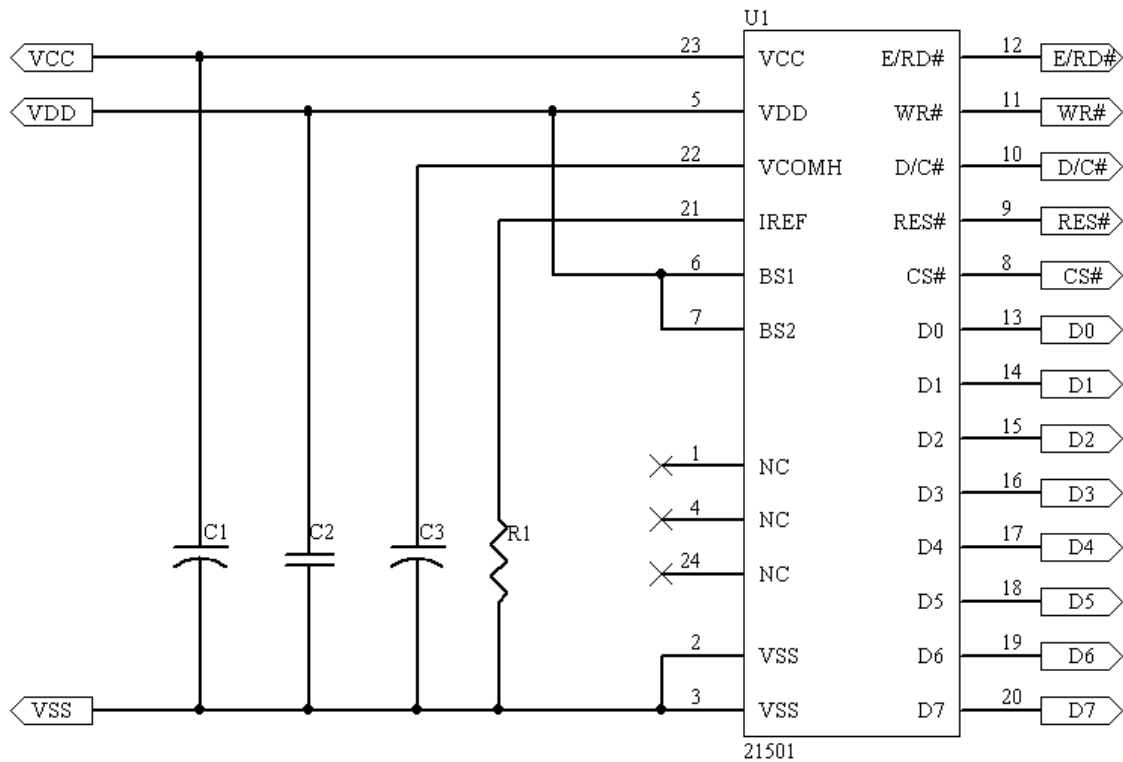 U1
VCC 23 VCC E/RD# 12 E/RD#
VDD 5 VDD WR# 11 WR#
22 VCOMH D/C# 10 D/C#
21 IREF RES# 9 RES#
6 BS1 CS# 8 CS#
7 BS2 D0 13 D0
D1 14 D1
D2 15 D2
1 NC
D3 16 D3
4 NC
C1 C2 C3 R1
D4 17 D4
24 NC
D5 18 D5
2 VSS D6 19 D6
VSS 3 VSS D7 20 D7
21501